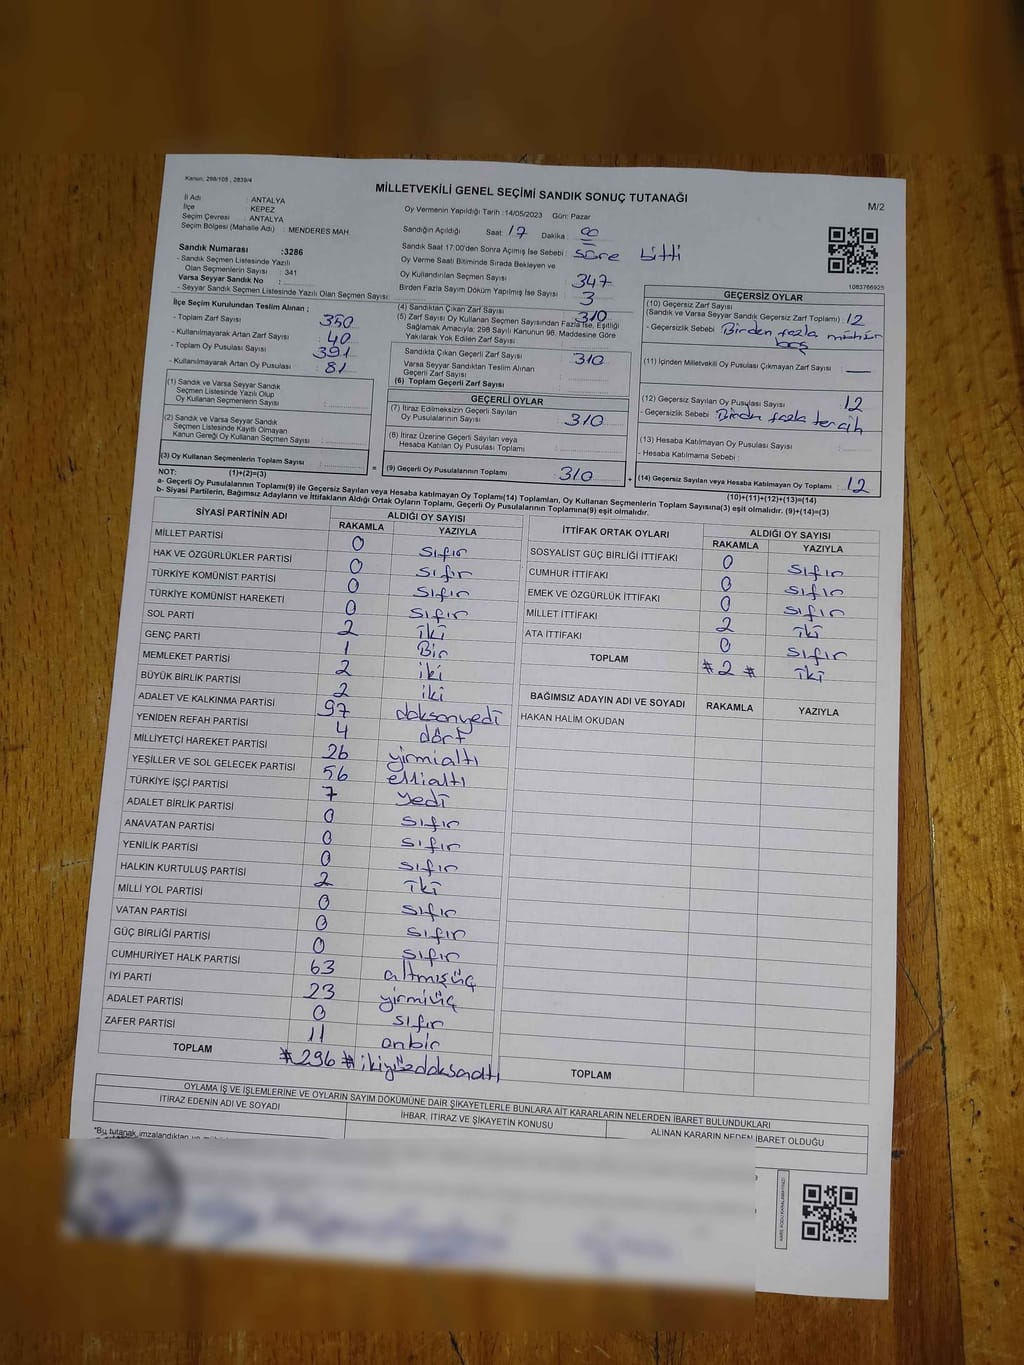 Kanun; 298/105 , 2839/4
MİLLETVEKİLİ GENEL SEÇİMİ SANDIK SONUÇ TUTANAĞI
M/2
İl Adı : ANTALYA
İlçe : KEPEZ
Seçim Çevresi : ANTALYA
Seçim Bölgesi (Mahalle Adı) : MENDERES MAH
Sandık Numarası :3286
- Sandık Seçmen Listesinde Yazılı
Olan Seçmenlerin Sayısı : 341
Varsa Seyyar Sandık No :
- Seyyar Seçmen Listesinde Yazılı Olan Seçmen Sayısı:
Oy Vermenin Yapıldığı Tarih :14/05/2023 Gün: Pazar
Sandığın Açıldığı Saat: 17 Dakika : 00
Sandık Saat 17:00'den Sonra Açımış İse Sebebi : süre bitti
Oy Verme Saati Bitiminde Sırada Bekleyen ve
Oy Kullandırılan Seçmen Sayısı : 347
Birden Fazla Sayım Döküm Yapılmış İse Sayısı : 3
1083766925
İlçe Seçim Kurulundan Teslim Alınan ;
- Toplam Zarf Sayısı : 350
- Kullanılmayarak Artan Zarf Sayısı : 40
- Toplam Oy Pusulası Sayısı : 391
- Kullanılmayarak Artan Oy Pusulası : 81
(1) Sandık ve Varsa Seyyar Sandık
Seçmen Listesinde Yazılı Olup
Oy Kullanan Seçmenlerin Sayısı :
(2) Sandık ve Varsa Seyyar Sandık
Seçmen Listesinde Kayıtlı Olmayan
Kanun Gereği Oy Kullanan Seçmen Sayısı :
(3) Oy Kullanan Seçmenlerin Toplam Sayısı :
(1)+(2)=(3)
(4) Sandıktan Çıkan Zarf Sayısı : 310
(5) Zarf Sayısı Oy Kullanan Seçmen Sayısından Fazla İse, Eşitliği
Sağlamak Amacıyla; 298 Sayılı Kanunun 98. Maddesine Göre
Yakılarak Yok Edilen Zarf Sayısı :
Sandıkta Çıkan Geçerli Zarf Sayısı : 310
Varsa Seyyar Sandıktan Teslim Alınan
Geçerli Zarf Sayısı :
(6) Toplam Geçerli Zarf Sayısı :
GEÇERLİ OYLAR
(7) İtiraz Edilmeksizin Geçerli Sayılan
Oy Pusulalarının Sayısı : 310
(8) İtiraz Üzerine Geçerli Sayılan veya
Hesaba Katılan Oy Pusulası Toplamı :
= (9) Geçerli Oy Pusulalarının Toplamı : 310
GEÇERSİZ OYLAR
(10) Geçersiz Zarf Sayısı
(Sandık ve Varsa Seyyar Sandık Geçersiz Zarf Toplamı) : 12
- Geçersizlik Sebebi : Birden fazla mühür
boş
(11) İçinden Milletvekili Oy Pusulası Çıkmayan Zarf Sayısı : —
(12) Geçersiz Sayılan Oy Pusulası Sayısı : 12
- Geçersizlik Sebebi : Birden fazla tercih
(13) Hesaba Katılmayan Oy Pusulası Sayısı :
- Hesaba Katılmama Sebebi :
+ (14) Geçersiz Sayılan veya Hesaba Katılmayan Oy Toplamı : 12
(10)+(11)+(12)+(13)=(14)
NOT:
a- Geçerli Oy Pusulalarının Toplamı(9) ile Geçersiz Sayılan veya Hesaba katılmayan Oy Toplamı(14) Toplamları, Oy Kullanan Seçmenlerin Toplam Sayısına(3) eşit olmalıdır. (9)+(14)=(3)
b- Siyasi Partilerin, Bağımsız Adayların ve İttifakların Aldığı Ortak Oyların Toplamı, Geçerli Oy Pusulalarının Toplamına(9) eşit olmalıdır.
SİYASİ PARTİNİN ADI ALDIĞI OY SAYISI
RAKAMLA YAZIYLA
MİLLET PARTİSİ 0 sıfır
HAK VE ÖZGÜRLÜKLER PARTİSİ 0 sıfır
TÜRKİYE KOMÜNİST PARTİSİ 0 sıfır
TÜRKİYE KOMÜNİST HAREKETİ 0 sıfır
SOL PARTİ 2 iki
GENÇ PARTİ 1 Bir
MEMLEKET PARTİSİ 2 iki
BÜYÜK BİRLİK PARTİSİ 2 iki
ADALET VE KALKINMA PARTİSİ 97 doksanyedi
YENİDEN REFAH PARTİSİ 4 dört
MİLLİYETÇİ HAREKET PARTİSİ 26 yirmialtı
YEŞİLLER VE SOL GELECEK PARTİSİ 56 ellialtı
TÜRKİYE İŞÇİ PARTİSİ 7 yedi
ADALET BİRLİK PARTİSİ 0 sıfır
ANAVATAN PARTİSİ 0 sıfır
YENİLİK PARTİSİ 0 sıfır
HALKIN KURTULUŞ PARTİSİ 2 iki
MİLLİ YOL PARTİSİ 0 sıfır
VATAN PARTİSİ 0 sıfır
GÜÇ BİRLİĞİ PARTİSİ 0 sıfır
CUMHURİYET HALK PARTİSİ 63 altmışüç
İYİ PARTİ 23 yirmiüç
ADALET PARTİSİ 0 sıfır
ZAFER PARTİSİ 11 onbir
TOPLAM #296# ikiyüzdoksanaltı
İTTİFAK ORTAK OYLARI ALDIĞI OY SAYISI
RAKAMLA YAZIYLA
SOSYALİST GÜÇ BİRLİĞİ İTTİFAKI 0 sıfır
CUMHUR İTTİFAKI 0 sıfır
EMEK VE ÖZGÜRLÜK İTTİFAKI 0 sıfır
MİLLET İTTİFAKI 2 iki
ATA İTTİFAKI 0 sıfır
TOPLAM #2# iki
BAĞIMSIZ ADAYIN ADI VE SOYADI RAKAMLA YAZIYLA
HAKAN HALİM OKUDAN
TOPLAM
OYLAMA İŞ VE İŞLEMLERİNE VE OYLARIN SAYIM DÖKÜMÜNE DAİR ŞİKAYETLERLE BUNLARA AİT KARARLARIN NELERDEN İBARET BULUNDUKLARI
İTİRAZ EDENİN ADI VE SOYADI İHBAR, İTİRAZ VE ŞİKAYETİN KONUSU ALINAN KARARIN NEDEN İBARET OLDUĞU
*Bu tutanak imzalandıktan